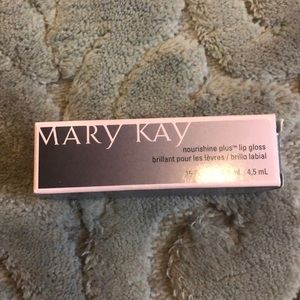 MARY KAY
nourishine plus™ lip gloss
brillant pour les lèvres / brillo labial
4,5 mL